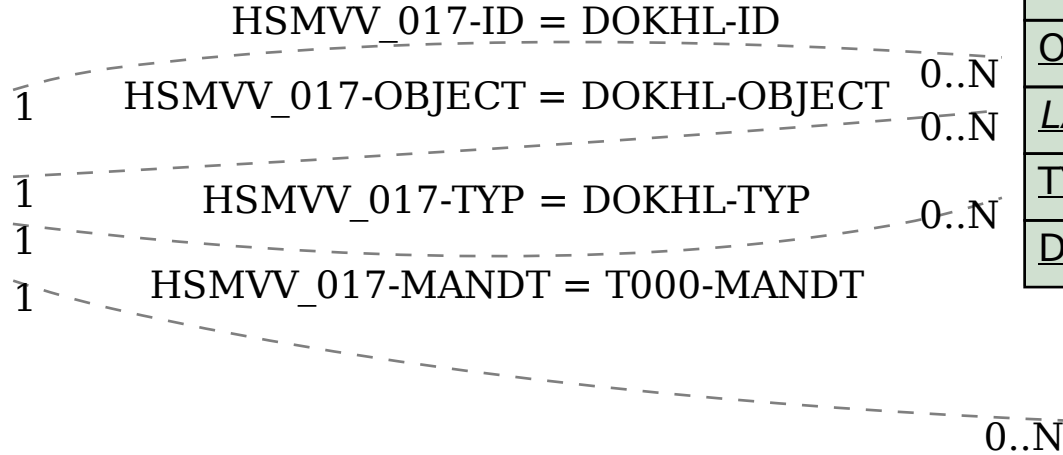 HSMVV_017-ID = DOKHL-ID
0..N
1
HSMVV_017-OBJECT = DOKHL-OBJECT
0..N
1
HSMVV_017-TYP = DOKHL-TYP
0..N
1
HSMVV_017-MANDT = T000-MANDT
1
0..N